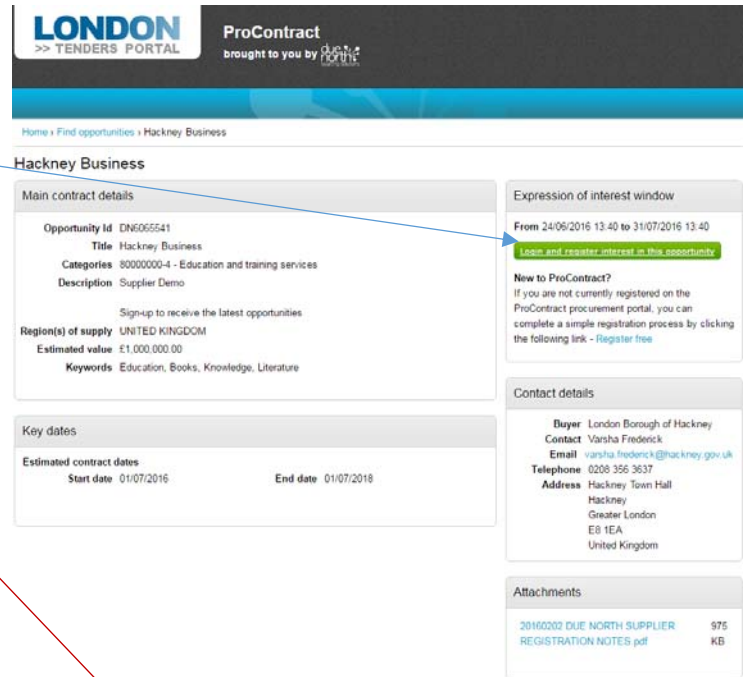 LONDON
>> TENDERS PORTAL
ProContract
brought to you by due north
Home › Find opportunities › Hackney Business
Hackney Business
Main contract details
Opportunity Id DN6065541
Title Hackney Business
Categories 80000000-4 - Education and training services
Description Supplier Demo
Sign-up to receive the latest opportunities
Region(s) of supply UNITED KINGDOM
Estimated value £1,000,000.00
Keywords Education, Books, Knowledge, Literature
Key dates
Estimated contract dates
Start date 01/07/2016 End date 01/07/2018
Expression of interest window
From 24/06/2016 13:40 to 31/07/2016 13:40
Login and register interest in this opportunity
New to ProContract?
If you are not currently registered on the
ProContract procurement portal, you can
complete a simple registration process by clicking
the following link - Register free
Contact details
Buyer London Borough of Hackney
Contact Varsha Frederick
Email varsha.frederick@hackney.gov.uk
Telephone 0208 356 3637
Address Hackney Town Hall
Hackney
Greater London
E8 1EA
United Kingdom
Attachments
20160202 DUE NORTH SUPPLIER 975
REGISTRATION NOTES pdf KB